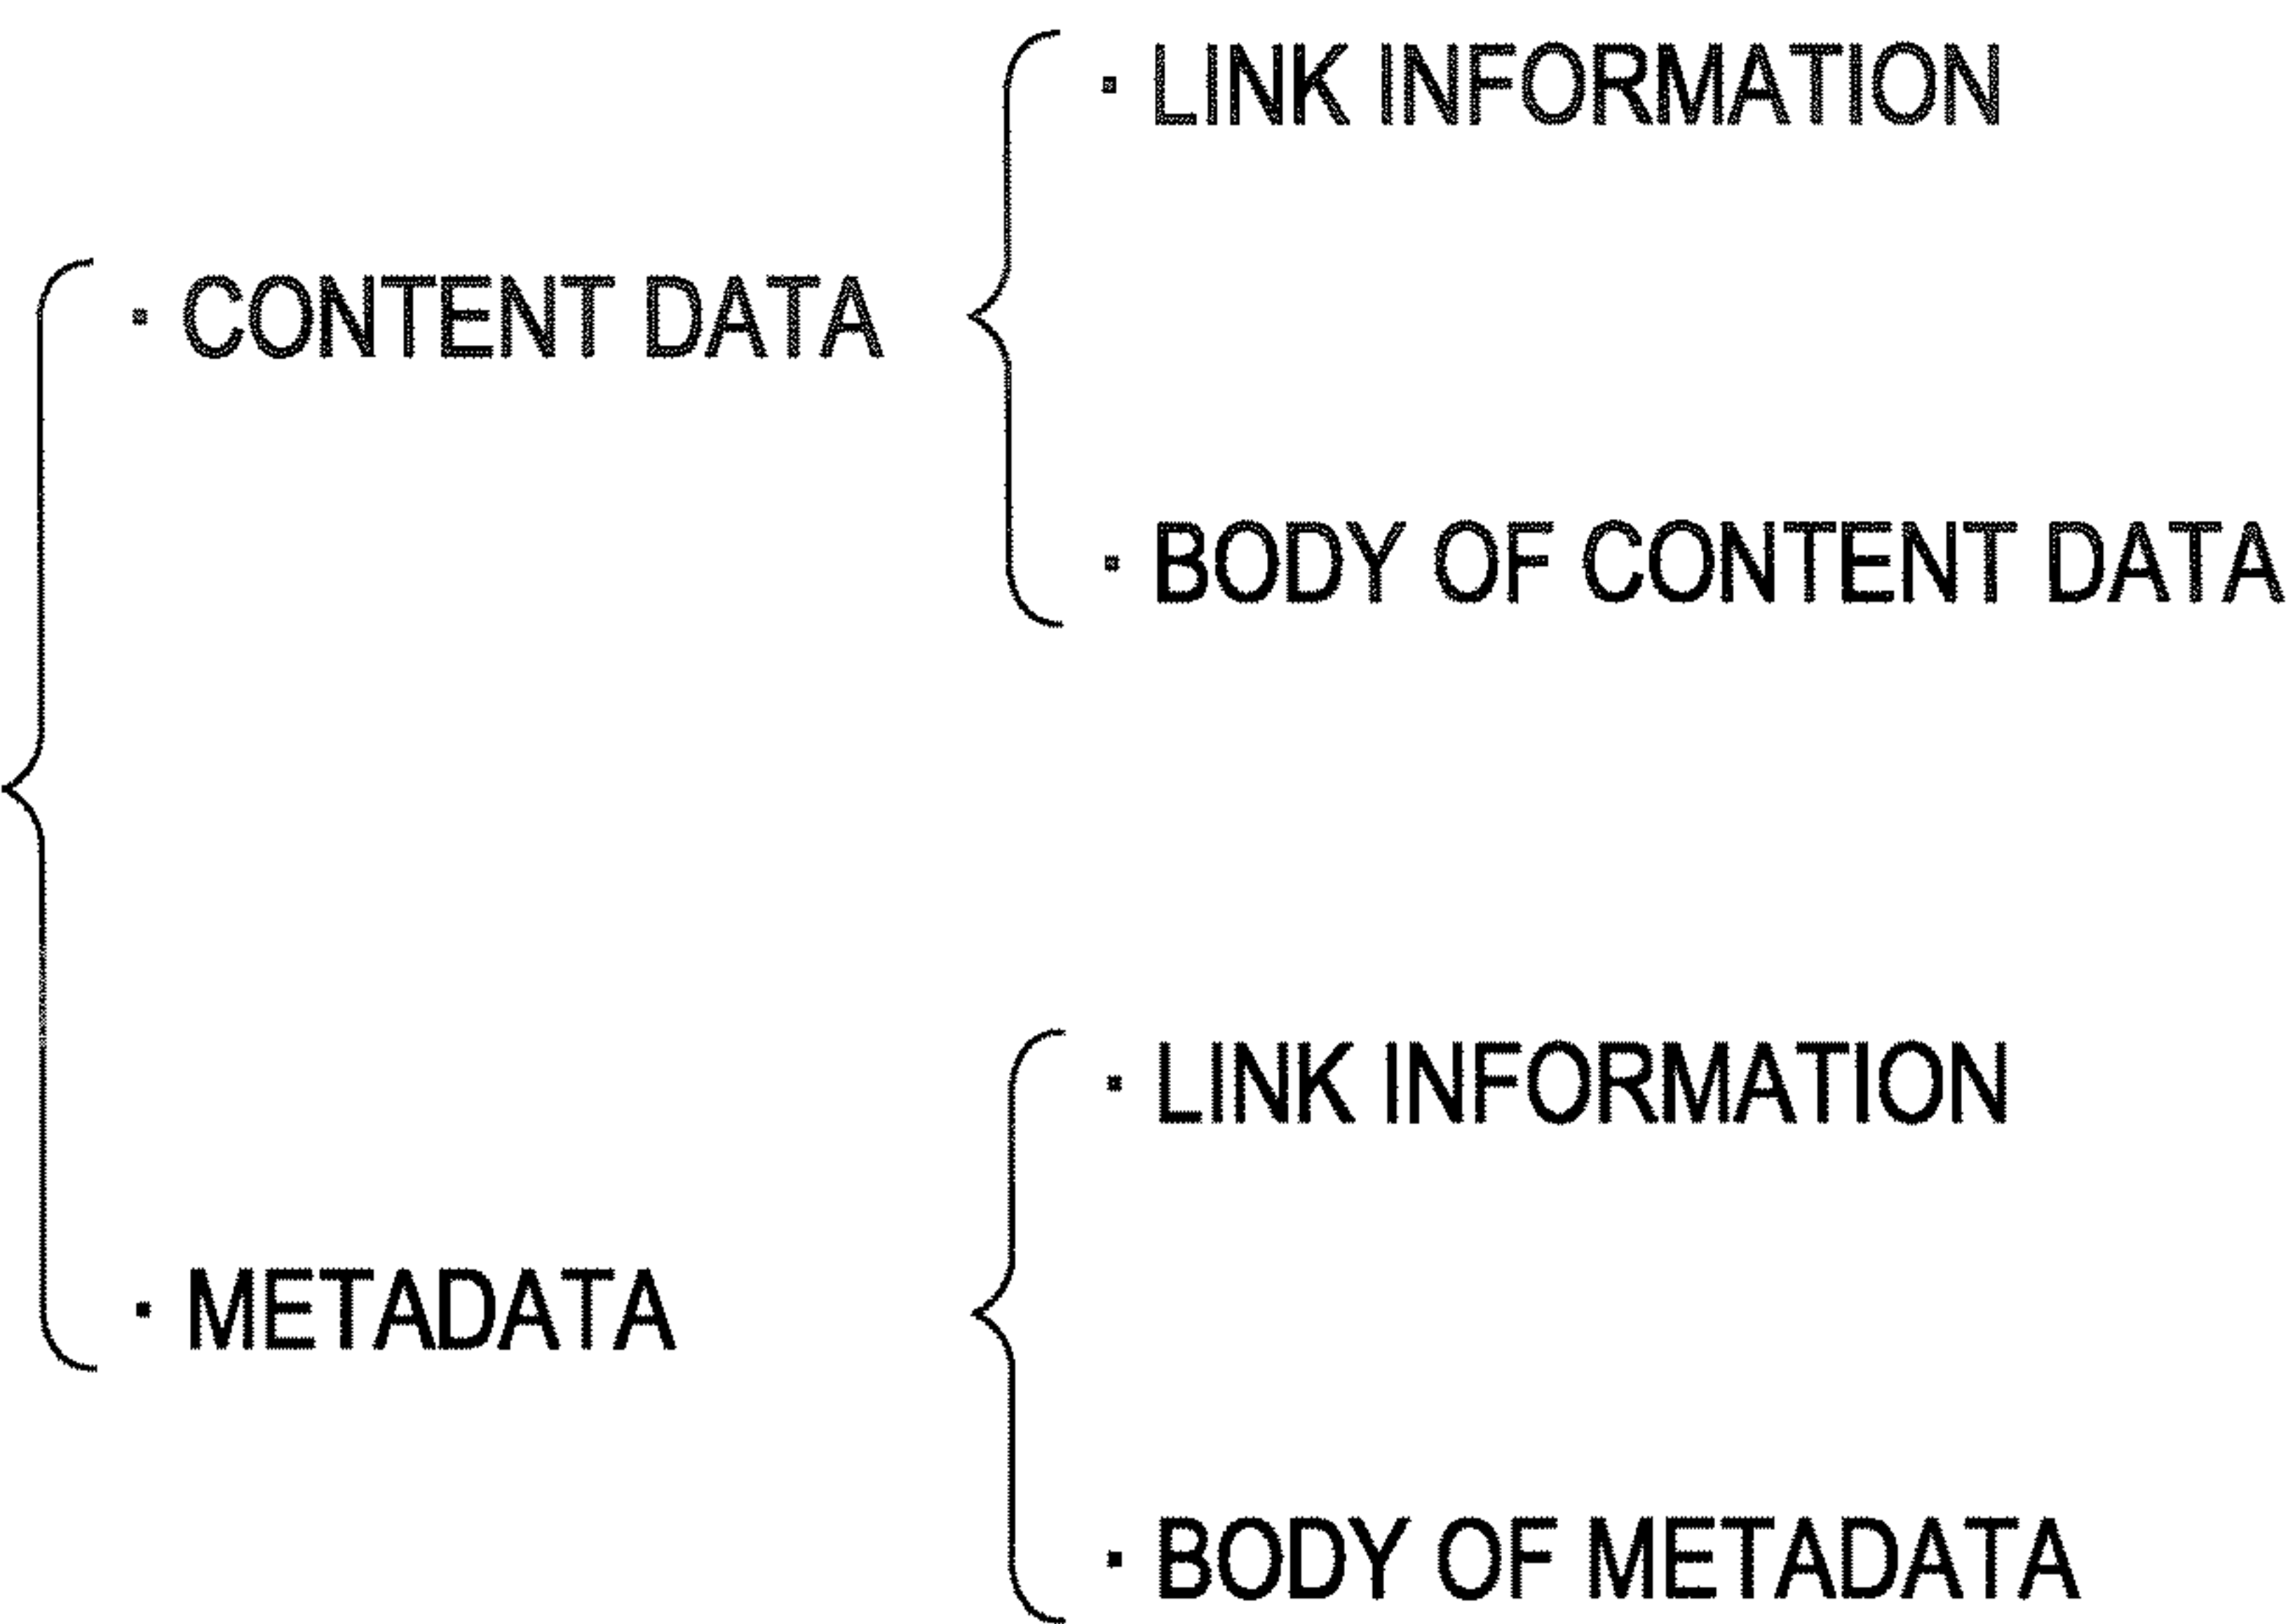 · LINK INFORMATION
· CONTENT DATA
· BODY OF CONTENT DATA
· LINK INFORMATION
· METADATA
· BODY OF METADATA